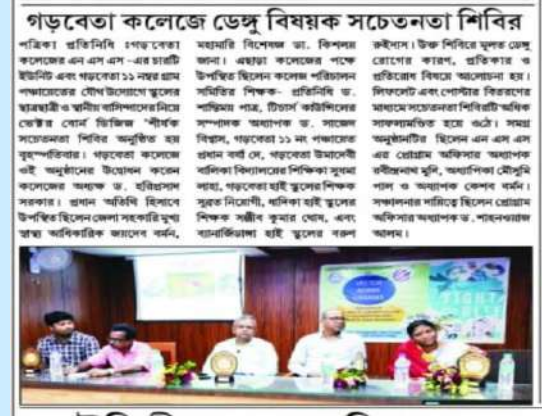 গড়বেতা কলেজে ডেঙ্গু বিষয়ক সচেতনতা শিবির
পত্রিকা প্রতিনিধি ঃগড়বেতা
কলেজের এন এস এস -এর চারটি
ইউনিট এবং গড়বেতা ১১ নম্বর গ্রাম
পঞ্চায়েতের যৌথ উদ্যোগে স্কুলের
ছাত্রছাত্রী ও স্থানীয় বাসিন্দাদের নিয়ে
ভেক্টর বোর্ন ডিজিজ 'শীর্ষক
সচেতনতা শিবির অনুষ্ঠিত হয়
বৃহস্পতিবার। গড়বেতা কলেজে
ওই অনুষ্ঠানের উদ্বোধন করেন
কলেজের অধ্যক্ষ ড. হরিপ্রসাদ
সরকার। প্রধান অতিথি হিসাবে
উপস্থিত ছিলেন জেলা সহকারি মুখ্য
স্বাস্থ্য আধিকারিক জয়দেব বর্মন,
মহামারি বিশেষজ্ঞ ডা. কিশলয়
জানা। এছাড়া কলেজের পক্ষে
উপস্থিত ছিলেন কলেজ পরিচালন
সমিতির শিক্ষক- প্রতিনিধি ড.
শান্তিময় পাত্র, টিচার্স কাউন্সিলের
সম্পাদক অধ্যাপক ড. সাজেন
বিশ্বাস, গড়বেতা ১১ নং পঞ্চায়েত
প্রধান বর্ষা দে, গড়বেতা উমাদেবী
বালিকা বিদ্যালয়ের শিক্ষিকা সুষমা
লাহা, গড়বেতা হাই স্কুলের শিক্ষক
সুব্রত নিয়োগী, ধাদিকা হাই স্কুলের
শিক্ষক সঞ্জীব কুমার ঘোষ, এবং
ব্যানার্জিডাঙ্গা হাই স্কুলের বরুণ
রুইদাস। উক্ত শিবিরে মূলত ডেঙ্গু
রোগের কারণ, প্রতিকার ও
প্রতিরোধ বিষয়ে আলোচনা হয়।
লিফলেট এবং পোস্টার বিতরণের
মাধ্যমে সচেতনতা শিবিরটি অধিক
সাফল্যমণ্ডিত হয়ে ওঠে। সমগ্র
অনুষ্ঠানটির ছিলেন এন এস এস
এর প্রোগ্রাম অফিসার অধ্যাপক
রবীন্দ্রনাথ মুদি, অধ্যাপিকা মৌসুমি
পাল ও অধ্যাপক কেশব বর্মন।
সঞ্চালনার দায়িত্বে ছিলেন প্রোগ্রাম
অফিসার অধ্যাপক ড. শাহনওয়াজ
আলম।